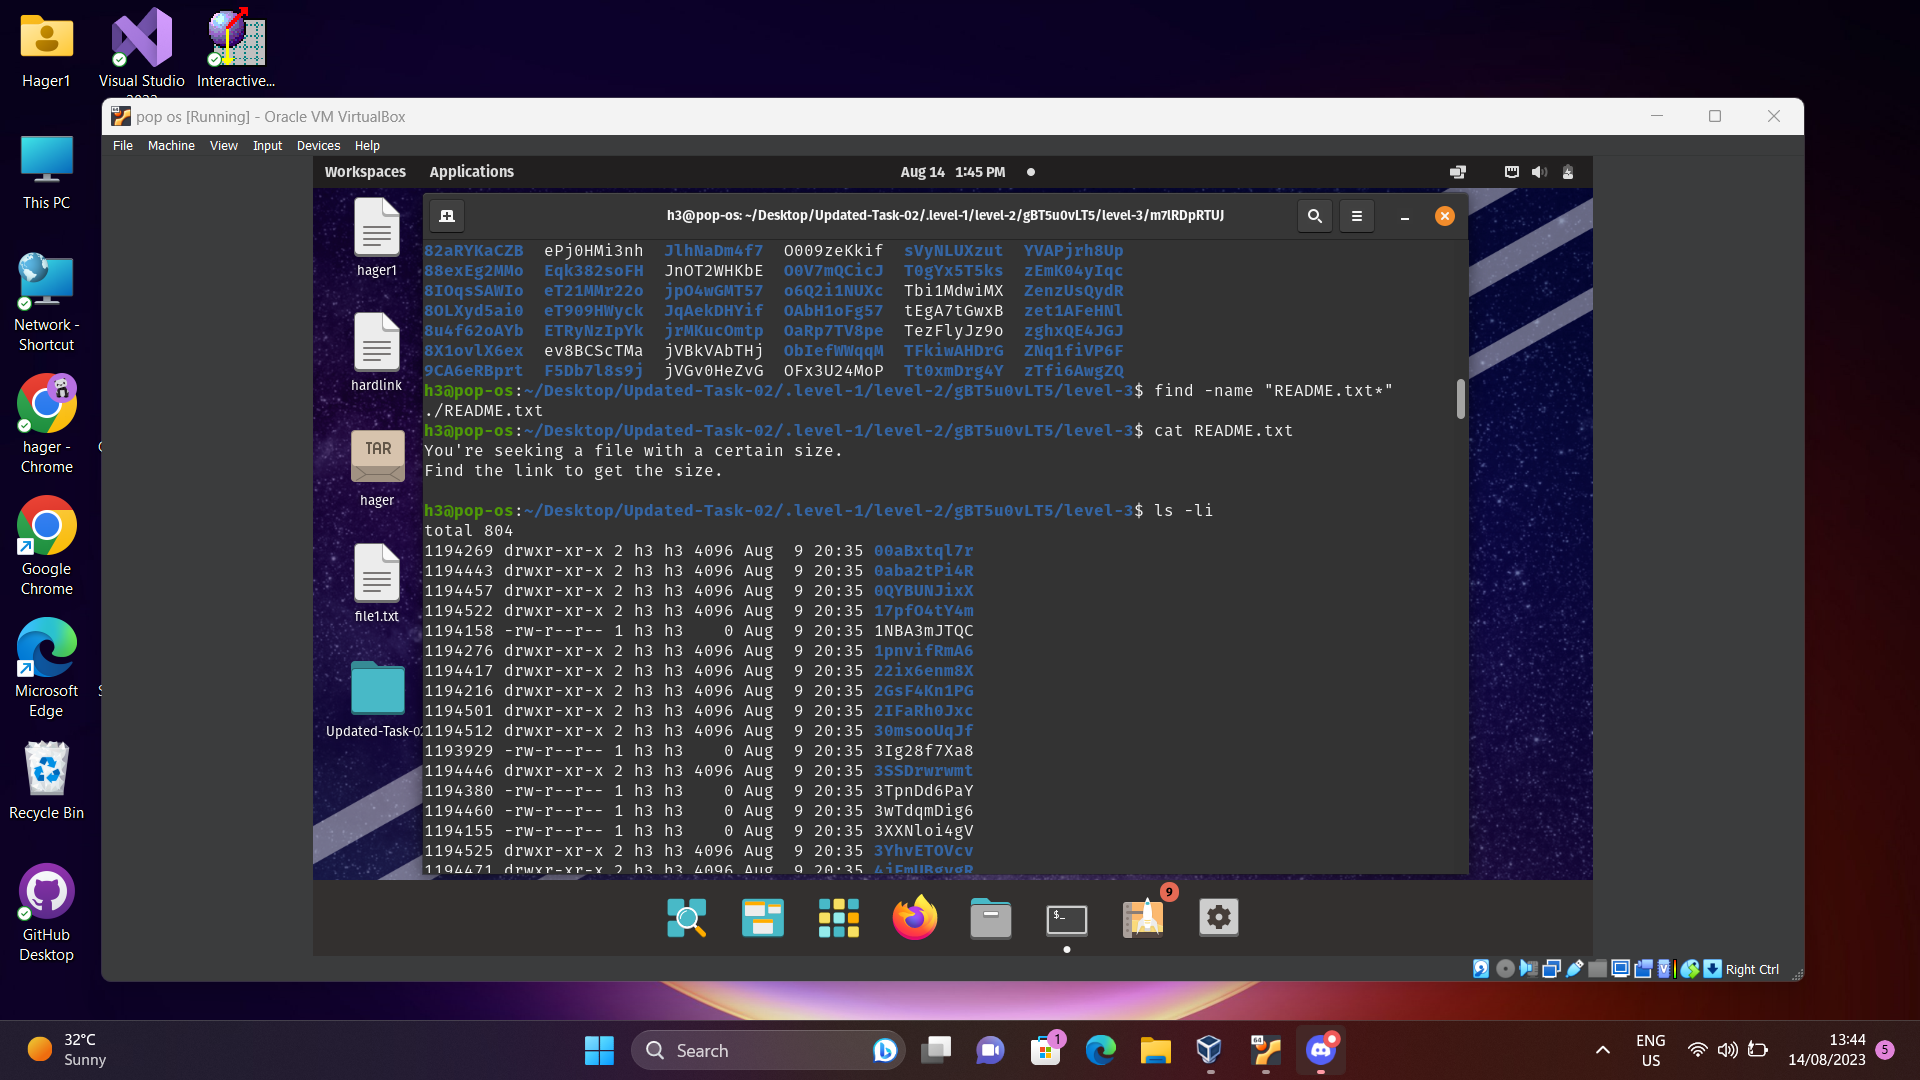 Hager1
Visual Studio
2022
Interactive...
This PC
Network -
Shortcut
hager -
Chrome
Google
Chrome
Microsoft
Edge
Recycle Bin
GitHub
Desktop
pop os [Running] - Oracle VM VirtualBox
File Machine View Input Devices Help
Workspaces Applications Aug 14 1:45 PM
hager1
hardlink
TAR
hager
file1.txt
Updated-Task-02
h3@pop-os: ~/Desktop/Updated-Task-02/.level-1/level-2/gBT5u0vLT5/level-3/m7lRDpRTUJ
82aRYKaCZB ePj0HMi3nh JlhNaDm4f7 O009zeKkif sVyNLUXzut YVAPjrh8Up
88exEg2MMo Eqk382soFH JnOT2WHKbE O0V7mQCicJ T0gYx5T5ks zEmK04yIqc
8IOqsSAWIo eT21MMr22o jpO4wGMT57 o6Q2i1NUXc Tbi1MdwiMX ZenzUsQydR
8OLXyd5ai0 eT909HWyck JqAekDHYif OAbH1oFg57 tEgA7tGwxB zet1AFeHNl
8u4f62oAYb ETRyNzIpYk jrMKucOmtp OaRp7TV8pe TezFlyJz9o zghxQE4JGJ
8X1ovlX6ex ev8BCScTMa jVBkVAbTHj ObIefWWqqM TFkiwAHDrG ZNq1fiVP6F
9CA6eRBprt F5Db7l8s9j jVGv0HeZvG OFx3U24MoP Tt0xmDrg4Y zTfi6AwgZQ
h3@pop-os:~/Desktop/Updated-Task-02/.level-1/level-2/gBT5u0vLT5/level-3$ find -name "README.txt*"
./README.txt
h3@pop-os:~/Desktop/Updated-Task-02/.level-1/level-2/gBT5u0vLT5/level-3$ cat README.txt
You're seeking a file with a certain size.
Find the link to get the size.
h3@pop-os:~/Desktop/Updated-Task-02/.level-1/level-2/gBT5u0vLT5/level-3$ ls -li
total 804
1194269 drwxr-xr-x 2 h3 h3 4096 Aug 9 20:35 00aBxtql7r
1194443 drwxr-xr-x 2 h3 h3 4096 Aug 9 20:35 0aba2tPi4R
1194457 drwxr-xr-x 2 h3 h3 4096 Aug 9 20:35 0QYBUNJixX
1194522 drwxr-xr-x 2 h3 h3 4096 Aug 9 20:35 17pfO4tY4m
1194158 -rw-r--r-- 1 h3 h3 0 Aug 9 20:35 1NBA3mJTQC
1194276 drwxr-xr-x 2 h3 h3 4096 Aug 9 20:35 1pnvifRmA6
1194417 drwxr-xr-x 2 h3 h3 4096 Aug 9 20:35 22ix6enm8X
1194216 drwxr-xr-x 2 h3 h3 4096 Aug 9 20:35 2GsF4Kn1PG
1194501 drwxr-xr-x 2 h3 h3 4096 Aug 9 20:35 2IFaRh0Jxc
1194512 drwxr-xr-x 2 h3 h3 4096 Aug 9 20:35 30msooUqJf
1193929 -rw-r--r-- 1 h3 h3 0 Aug 9 20:35 3Ig28f7Xa8
1194446 drwxr-xr-x 2 h3 h3 4096 Aug 9 20:35 3SSDrwrwmt
1194380 -rw-r--r-- 1 h3 h3 0 Aug 9 20:35 3TpnDd6PaY
1194460 -rw-r--r-- 1 h3 h3 0 Aug 9 20:35 3wTdqmDig6
1194155 -rw-r--r-- 1 h3 h3 0 Aug 9 20:35 3XXNloi4gV
1194525 drwxr-xr-x 2 h3 h3 4096 Aug 9 20:35 3YhvETOVcv
1194471 drwxr-xr-x 2 h3 h3 4096 Aug 9 20:35
9
Right Ctrl
32°C
Sunny
Search
1
ENG
US
13:44
14/08/2023
5